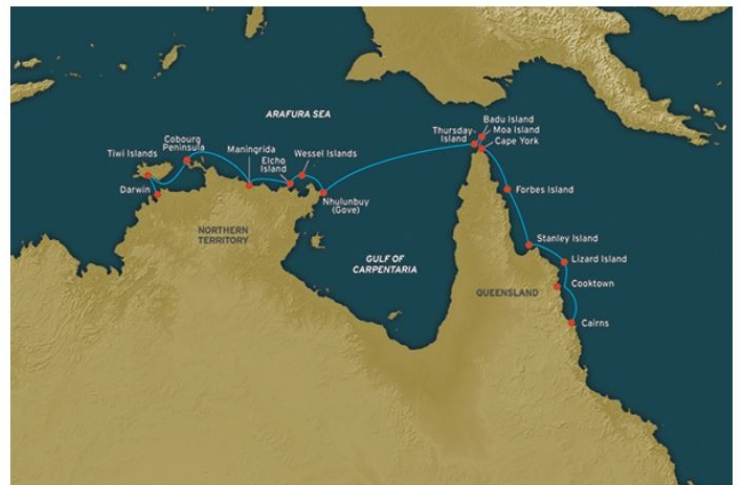 ARAFURA SEA
Badu Island
Moa Island
Thursday
Island
Cape York
Cobourg
Peninsula
Tiwi Islands
Maningrida
Elcho
Island
Wessel Islands
Darwin
Nhulunbuy
(Gove)
Forbes Island
NORTHERN
TERRITORY
Stanley Island
GULF OF
CARPENTARIA
Lizard Island
Cooktown
QUEENSLAND
Cairns